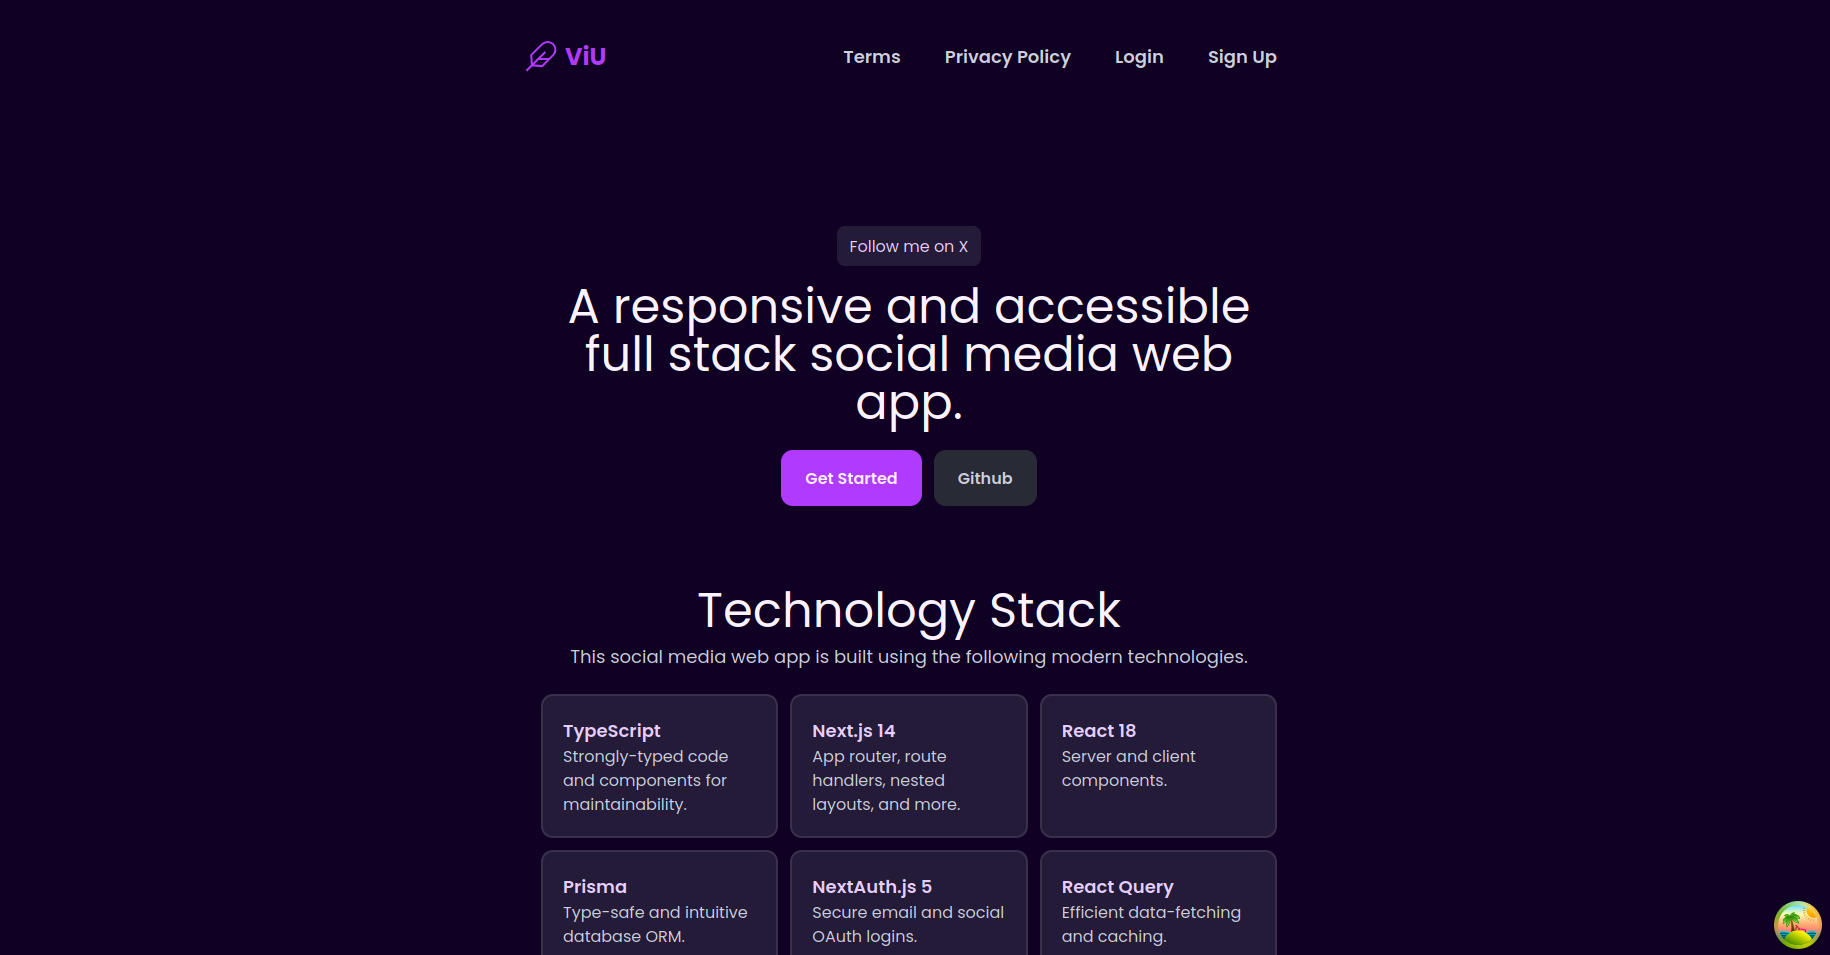 ViU
Terms
Privacy Policy
Login
Sign Up
Follow me on X
A responsive and accessible
full stack social media web
app.
Get Started
Github
Technology Stack
This social media web app is built using the following modern technologies.
TypeScript
Strongly-typed code
and components for
maintainability.
Next.js 14
App router, route
handlers, nested
layouts, and more.
React 18
Server and client
components.
Prisma
Type-safe and intuitive
database ORM.
NextAuth.js 5
Secure email and social
OAuth logins.
React Query
Efficient data-fetching
and caching.